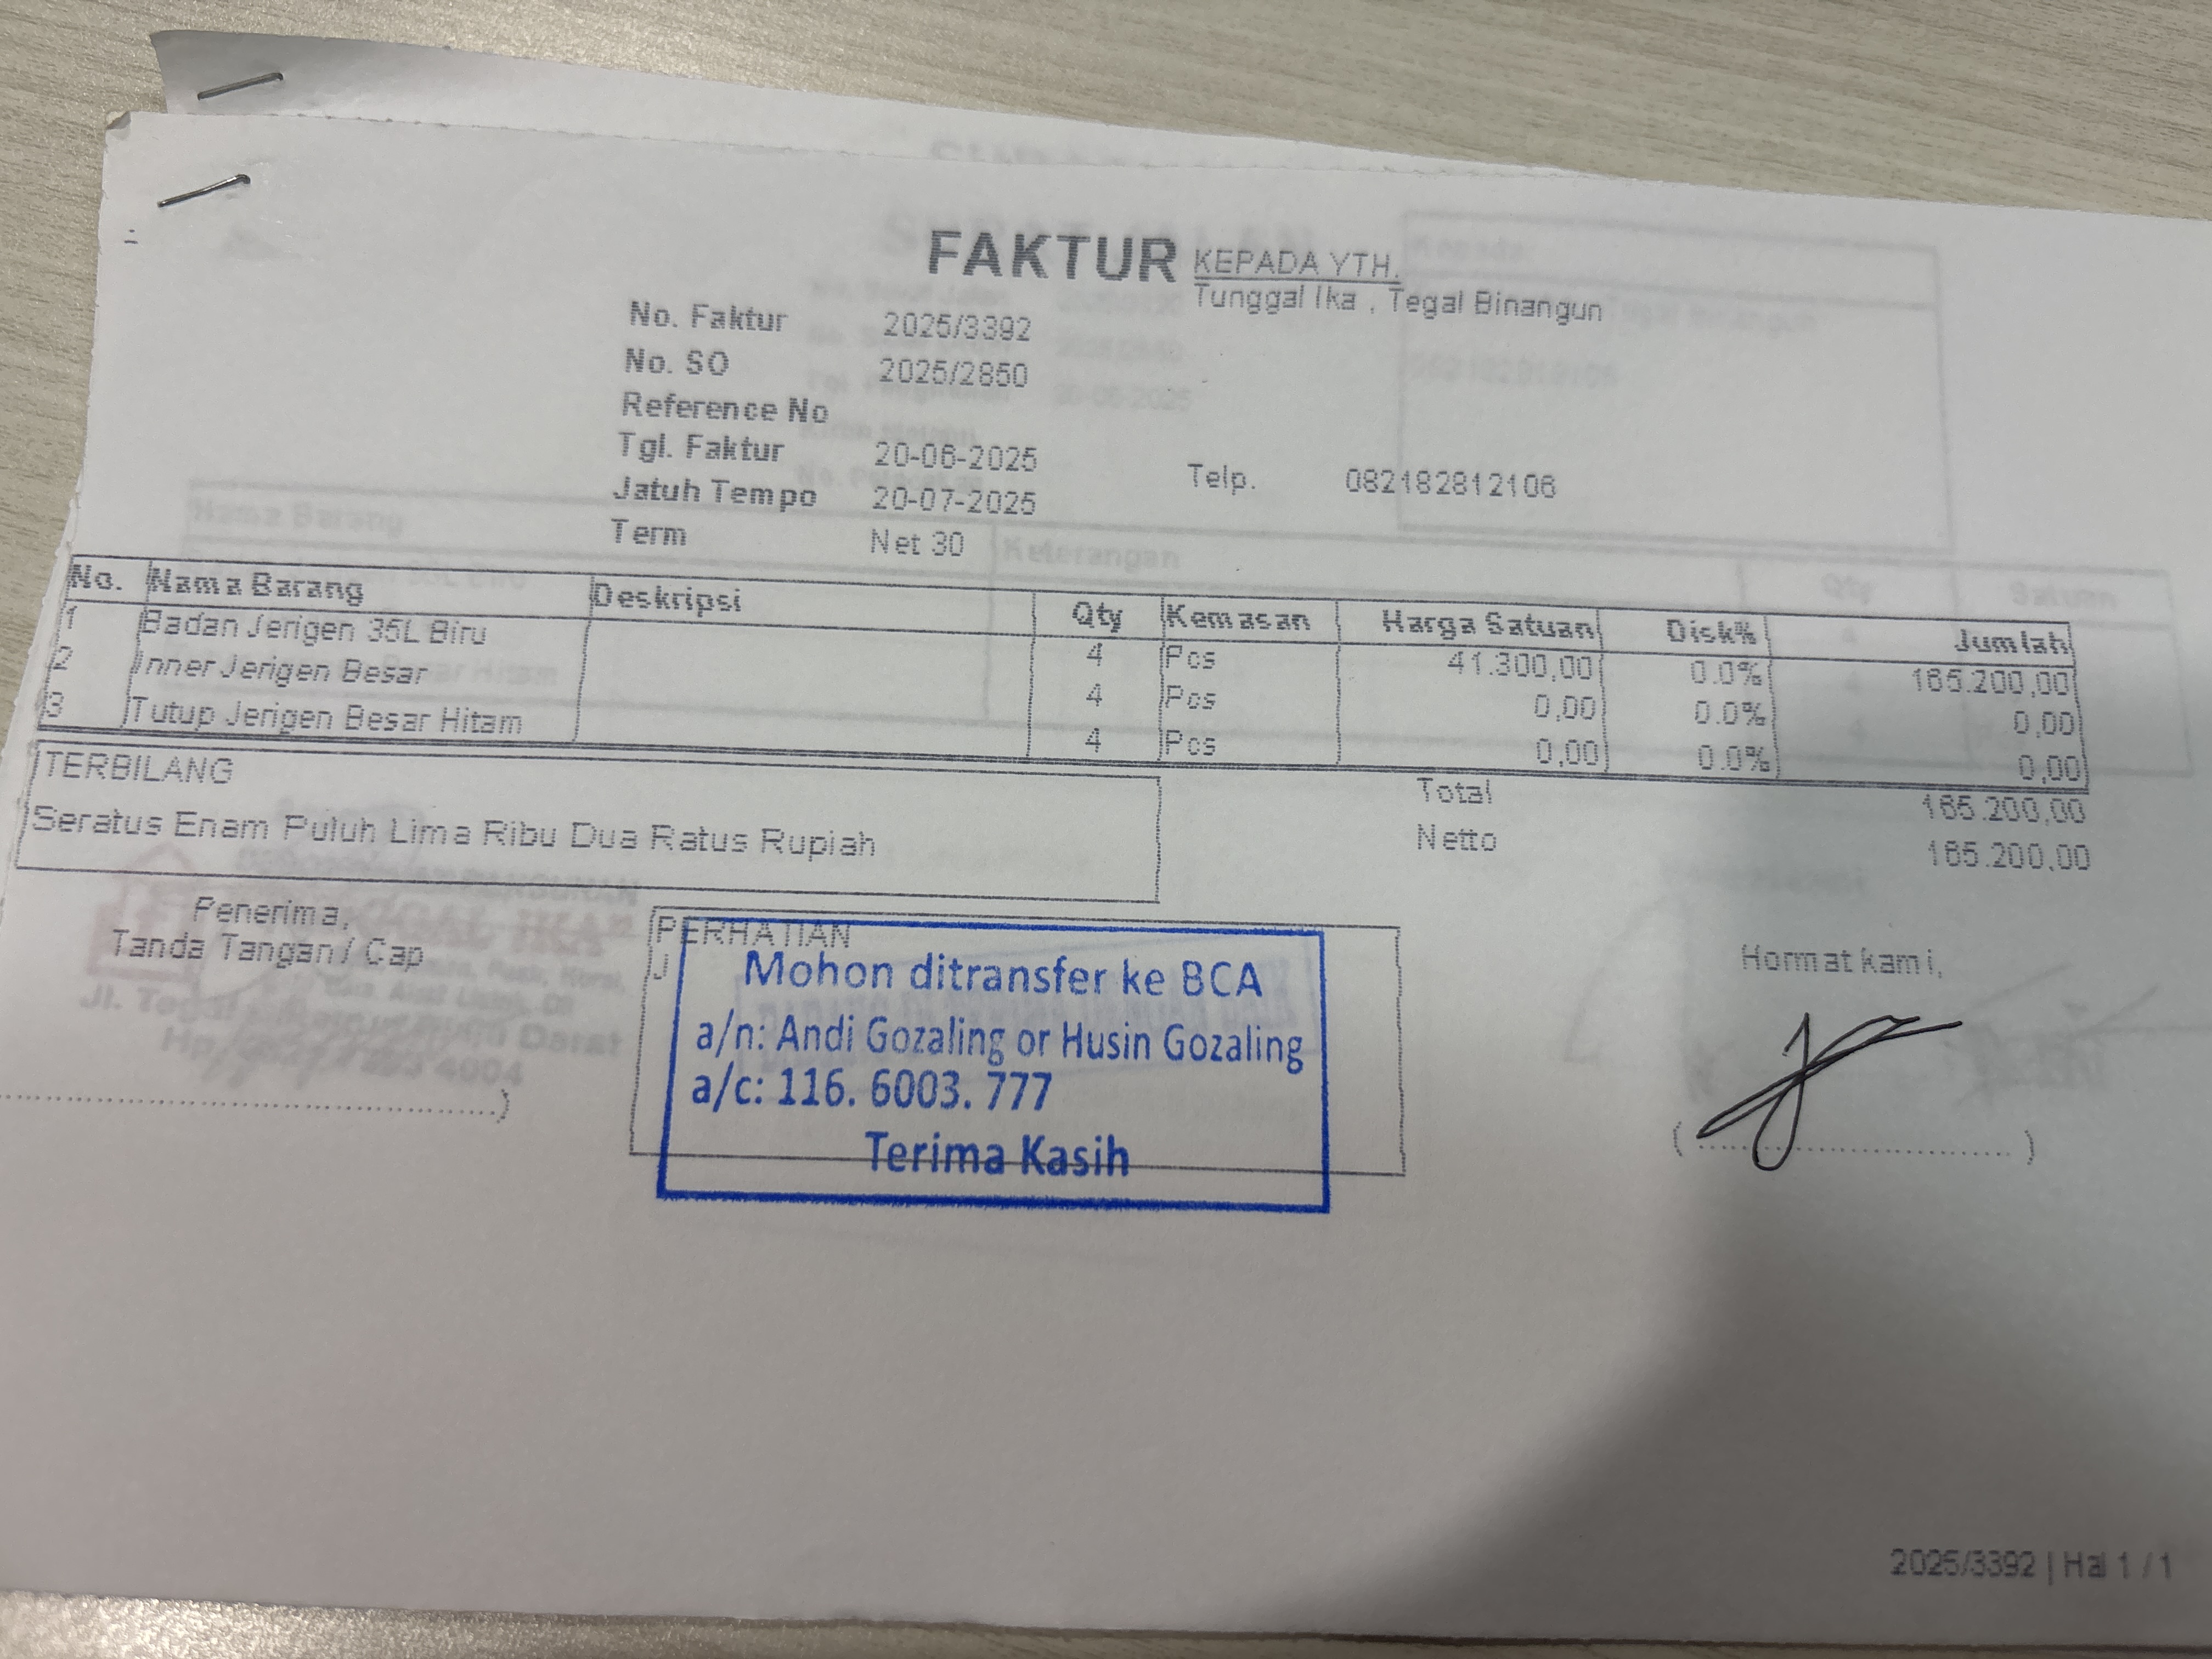 FAKTUR
KEPADA YTH.
Tunggal Ika , Tegal Binangun
No. Faktur 2025/3392
No. SO 2025/2850
Reference No
Tgl. Faktur 20-06-2025
Jatuh Tempo 20-07-2025
Term Net 30
Telp. 082182812106
No. Nama Barang Deskripsi Qty Kemasan Harga Satuan Disk% Jumlah
1 Badan Jerigen 35L Biru 4 Pcs 41.300,00 0.0% 165.200,00
2 Inner Jerigen Besar 4 Pcs 0,00 0.0% 0,00
3 Tutup Jerigen Besar Hitam 4 Pcs 0,00 0.0% 0,00
TERBILANG
Seratus Enam Puluh Lima Ribu Dua Ratus Rupiah
Total 165.200,00
Netto 165.200,00
Penerima,
Tanda Tangan / Cap
PERHATIAN
Mohon ditransfer ke BCA
a/n: Andi Gozaling or Husin Gozaling
a/c: 116. 6003. 777
Terima Kasih
Hormat kami,
2025/3392 | Hal 1 / 1